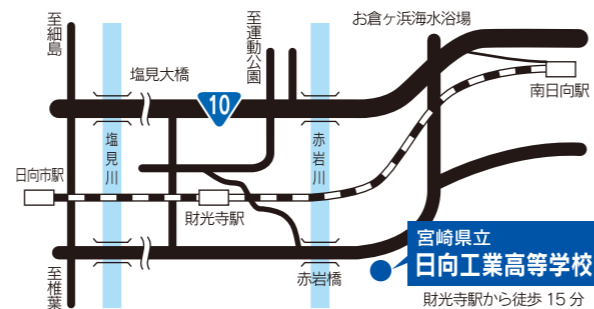 至細島
塩見大橋
至運動公園
お倉ヶ浜海水浴場
10
南日向駅
塩見川
赤岩川
日向市駅
財光寺駅
至椎葉
赤岩橋
宮崎県立
日向工業高等学校
財光寺駅から徒歩 15 分